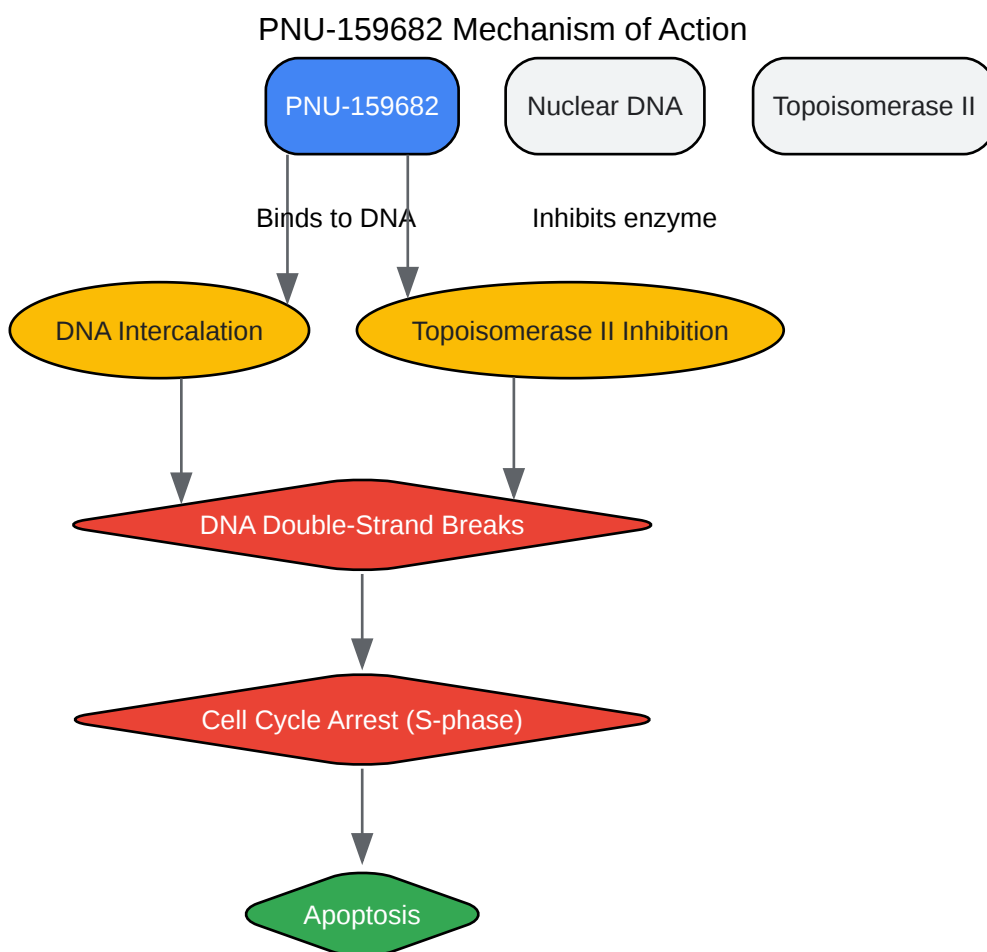 PNU-159682 Mechanism of Action
PNU-159682
Nuclear DNA
Topoisomerase II
Binds to DNA
Inhibits enzyme
DNA Intercalation
Topoisomerase II Inhibition
DNA Double-Strand Breaks
Cell Cycle Arrest (S-phase)
Apoptosis